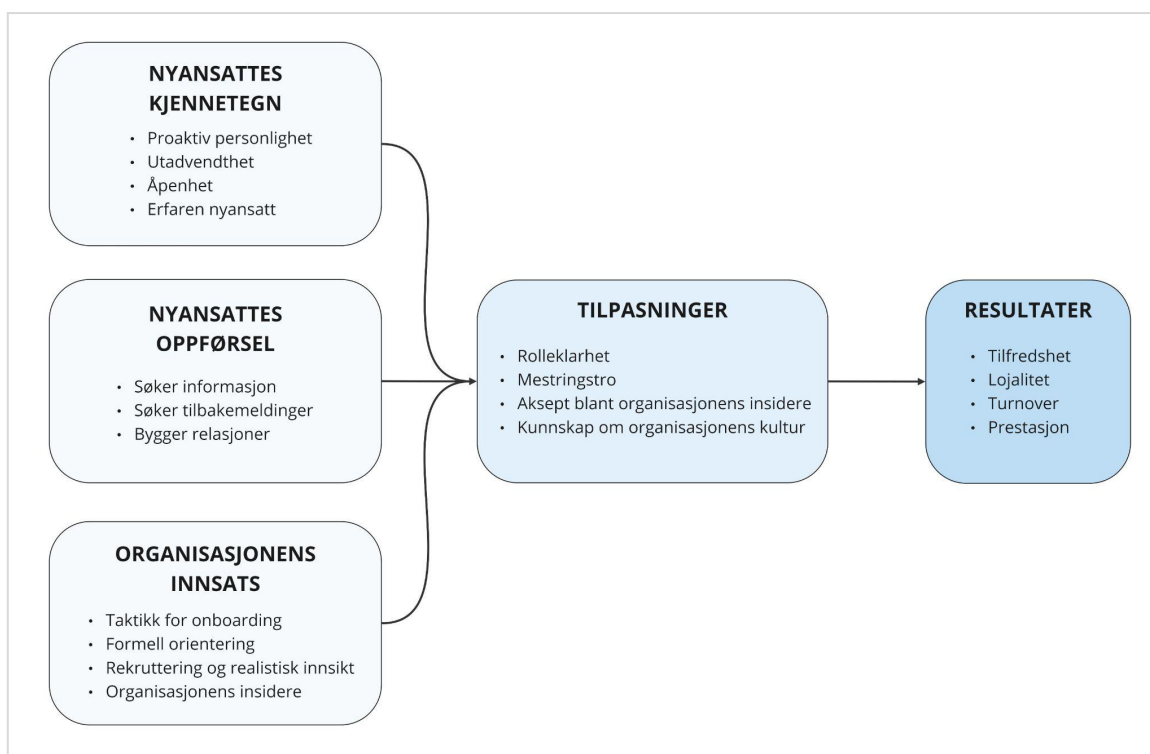 NYANSATTES
KJENNETEGN
• Proaktiv personlighet
• Utadvendthet
• Åpenhet
• Erfaren nyansatt
NYANSATTES
OPPFØRSEL
• Søker informasjon
• Søker tilbakemeldinger
• Bygger relasjoner
ORGANISASJONENS
INNSATS
• Taktikk for onboarding
• Formell orientering
• Rekruttering og realistisk innsikt
• Organisasjonens insidere
TILPASNINGER
• Rolleklarhet
• Mestringstro
• Aksept blant organisasjonens insidere
• Kunnskap om organisasjonens kultur
RESULTATER
• Tilfredshet
• Lojalitet
• Turnover
• Prestasjon